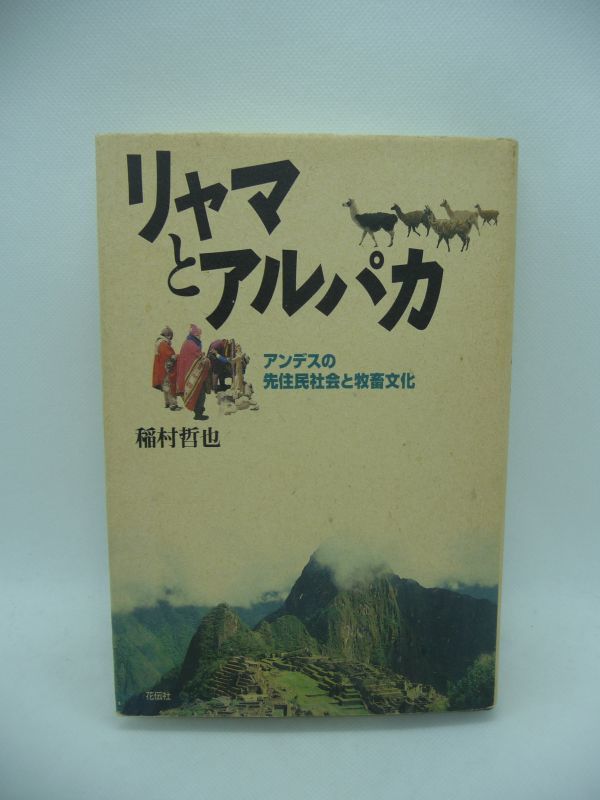 リャマ
とアルパカ
アンデスの
先住民社会と牧畜文化
稲村哲也
花伝社